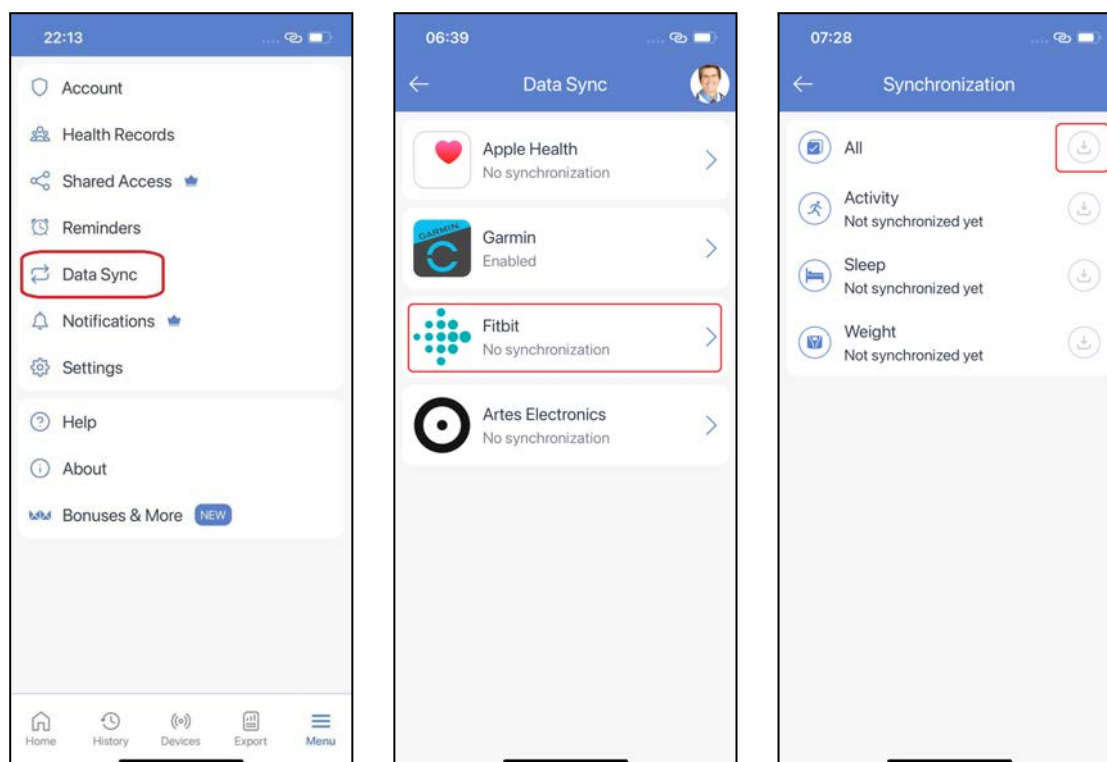 22:13
Account
Health Records
Shared Access
Reminders
Data Sync
Notifications
Settings
Help
About
Bonuses & More NEW
Home History Devices Export Menu
06:39
Data Sync
Apple Health
No synchronization
GARMIN
Garmin
Enabled
Fitbit
No synchronization
Artes Electronics
No synchronization
07:28
Synchronization
All
Activity
Not synchronized yet
Sleep
Not synchronized yet
Weight
Not synchronized yet